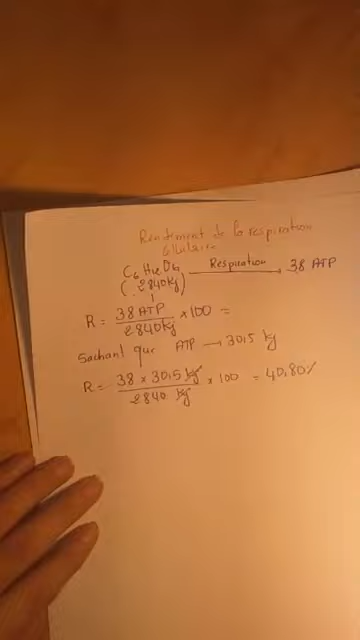 Rendement de la respiration
cellulaire
C6H12O6 Respiration → 38 ATP
(2840kj)
R = 38 ATP / 2840kj × 100 =
Sachant que ATP → 30,5 kj
R = 38 × 30,5 kj / 2840 kj × 100 = 40,80%